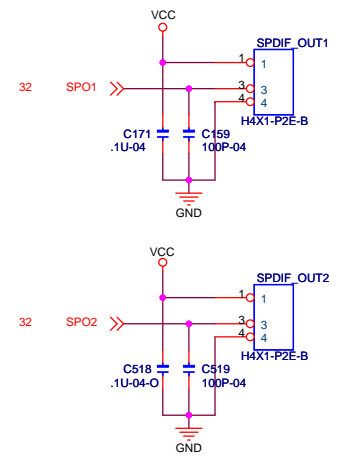 VCC
SPDIF_OUT1
1 1
32 SPO1 3 3
4 4
H4X1-P2E-B
C171 C159
.1U-04 100P-04
GND
VCC
SPDIF_OUT2
1 1
32 SPO2 3 3
4 4
H4X1-P2E-B
C518 C519
.1U-04-O 100P-04
GND